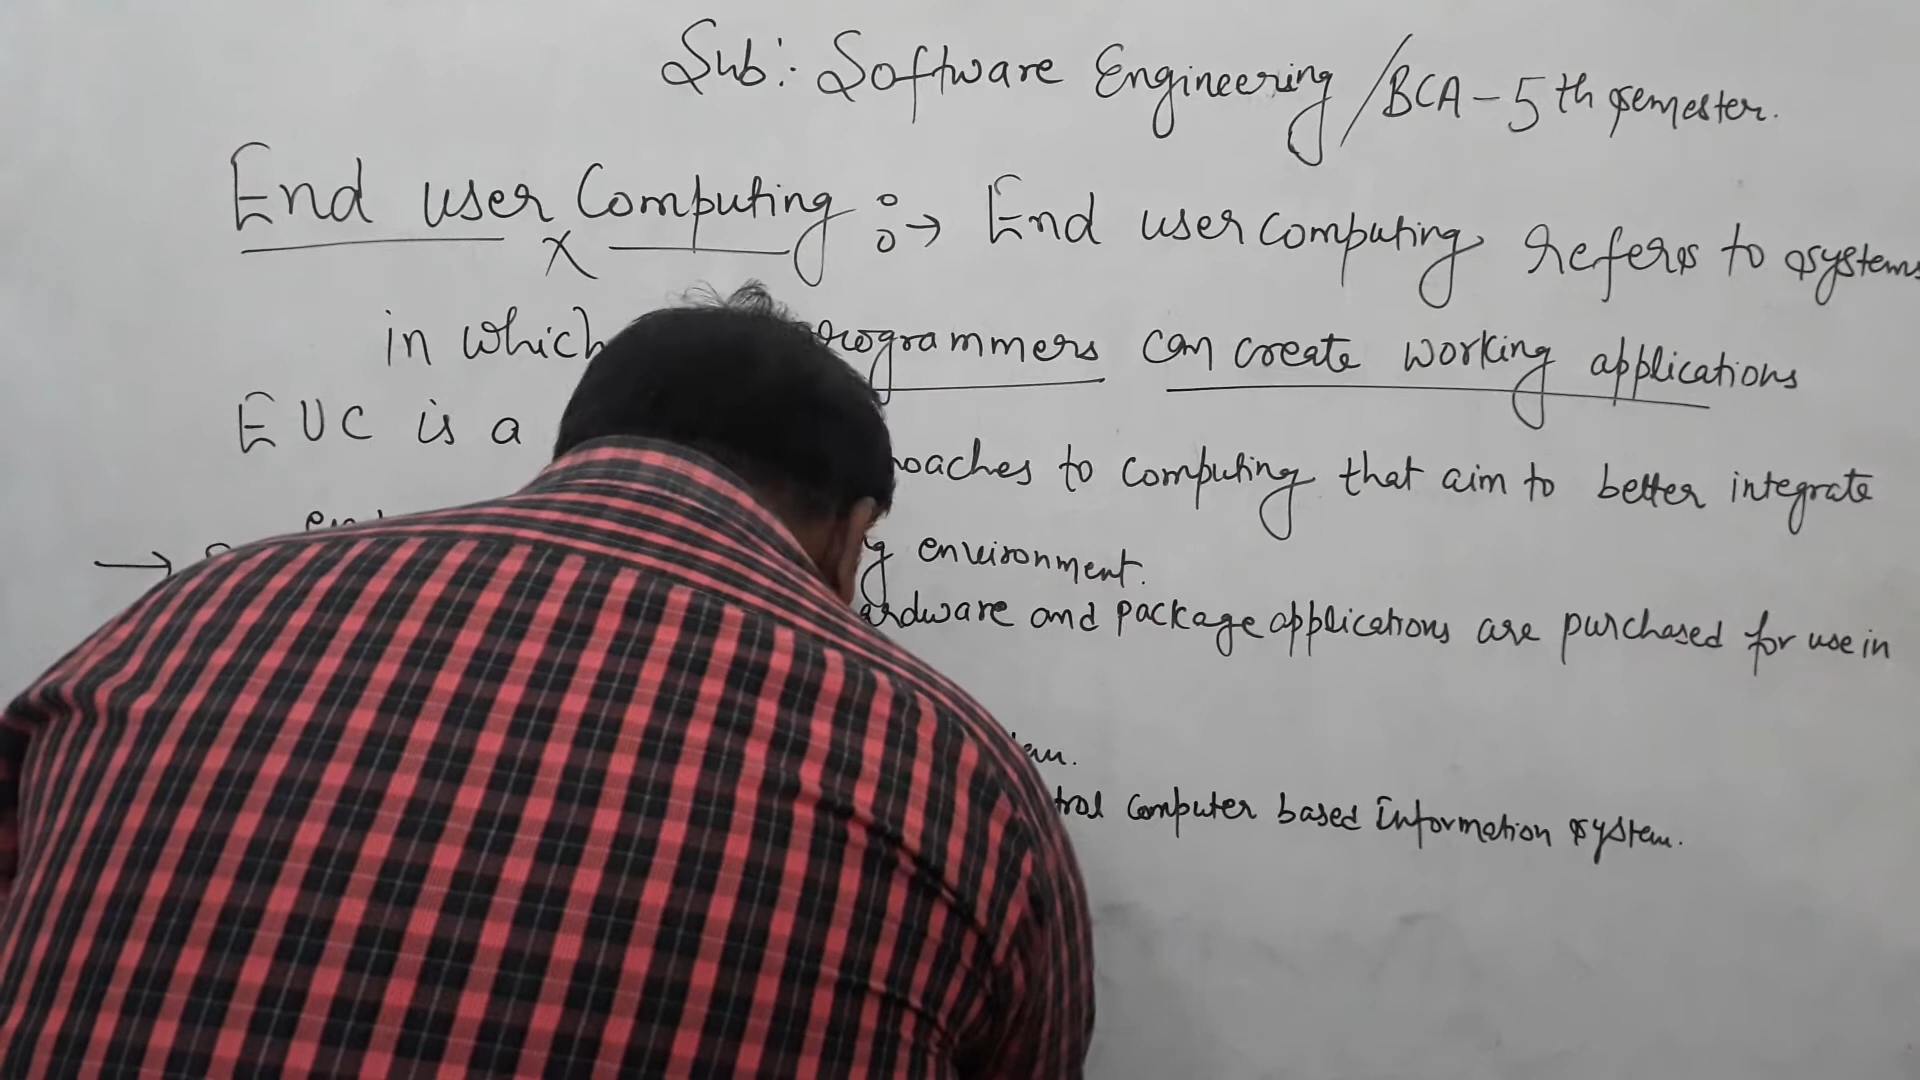 Sub:- Software Engineering /BCA-5th semester.
End user Computing :→ End user computing refers to systems
in which rogrammers can create working applications
EUC is a roaches to computing that aim to better integrate
environment.
→ ardware and package applications are purchased for use in
em.
trol computer based Information system.